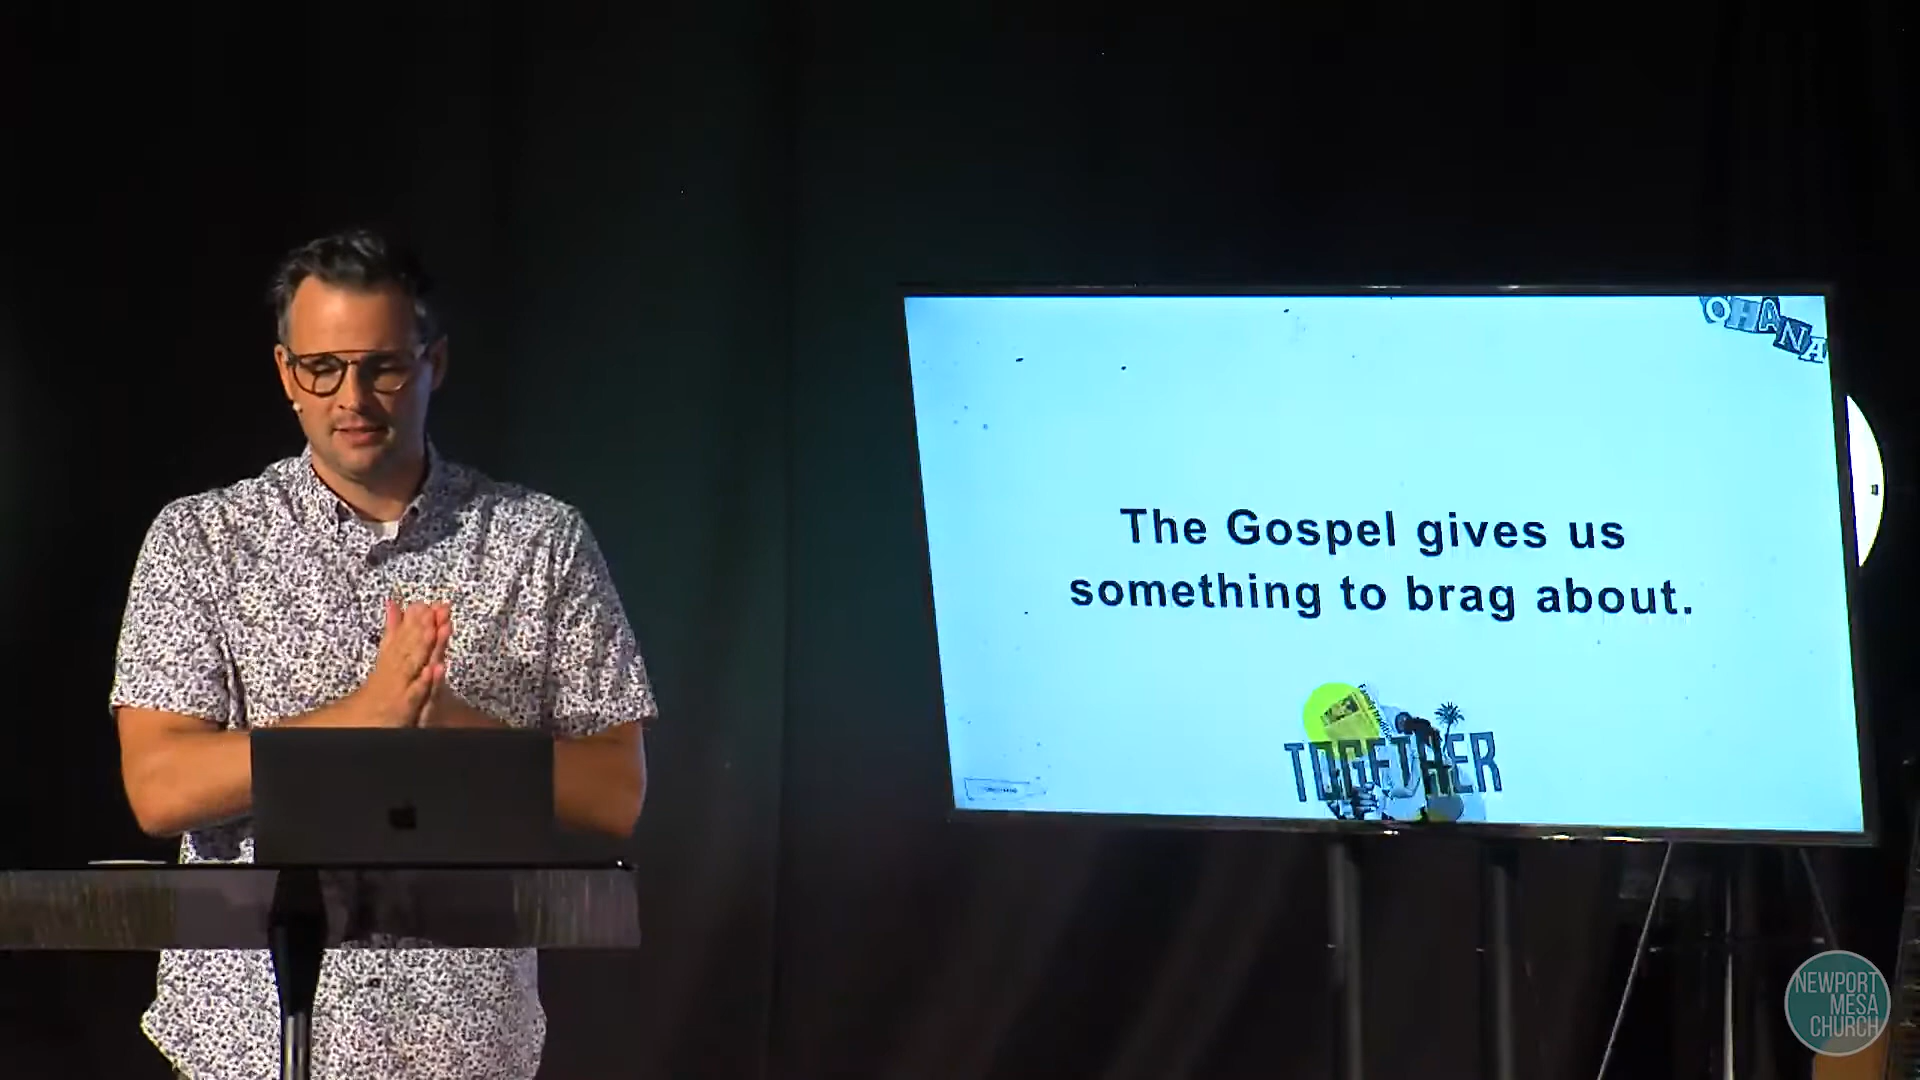 OHANA
The Gospel gives us
something to brag about.
TOGETHER
NEWPORT
MESA
CHURCH